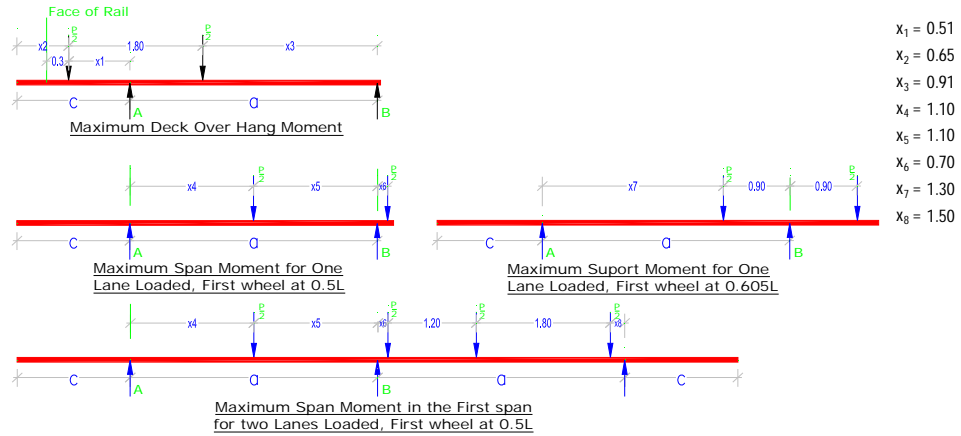 Face of Rail
P/2
P/2
x2
1.80
x3
0.3
x1
c
a
A
B
Maximum Deck Over Hang Moment
x₁ = 0.51
x₂ = 0.65
x₃ = 0.91
x₄ = 1.10
x₅ = 1.10
x₆ = 0.70
x₇ = 1.30
x₈ = 1.50
P/2
P/2
x4
x5
x6
c
a
A
B
Maximum Span Moment for One
Lane Loaded, First wheel at 0.5L
P/2
P/2
x7
0.90
0.90
c
a
A
B
Maximum Suport Moment for One
Lane Loaded, First wheel at 0.605L
P/2
P/2
P/2
P/2
x4
x5
x6
1.20
1.80
x8
c
a
a
c
A
B
Maximum Span Moment in the First span
for two Lanes Loaded, First wheel at 0.5L